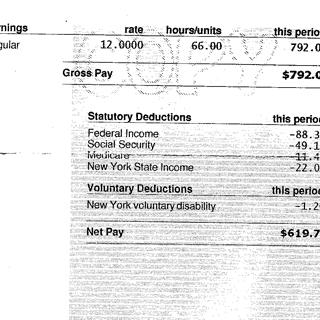 rnings rate hours/units this perio
gular 12.0000 66.00 792.0
Gross Pay $792.0
COPY
Statutory Deductions this perio
Federal Income -88.3
Social Security -49.1
Medicare -11.4
New York State Income -22.0
Voluntary Deductions this perio
New York voluntary disability -1.2
Net Pay $619.7